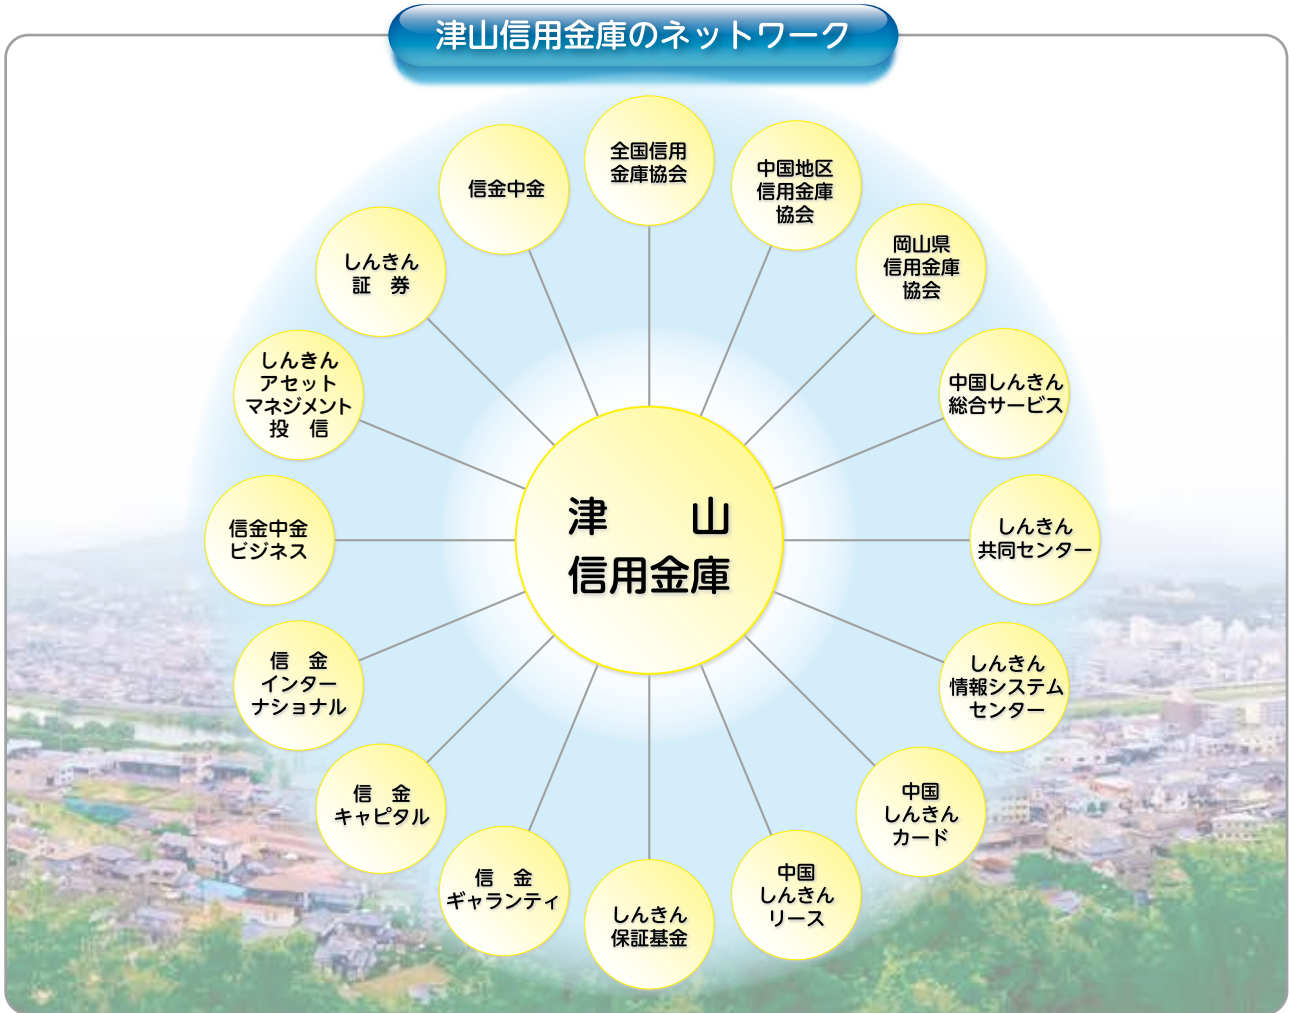 津山信用金庫のネットワーク
全国信用
金庫協会
中国地区
信用金庫
協会
岡山県
信用金庫
協会
中国しんきん
総合サービス
しんきん
共同センター
しんきん
情報システム
センター
中国
しんきん
カード
中国
しんきん
リース
しんきん
保証基金
信　金
ギャランティ
信　金
キャピタル
信　金
インター
ナショナル
信金中金
ビジネス
しんきん
アセット
マネジメント
投　信
しんきん
証　券
信金中金
津　　山
信用金庫